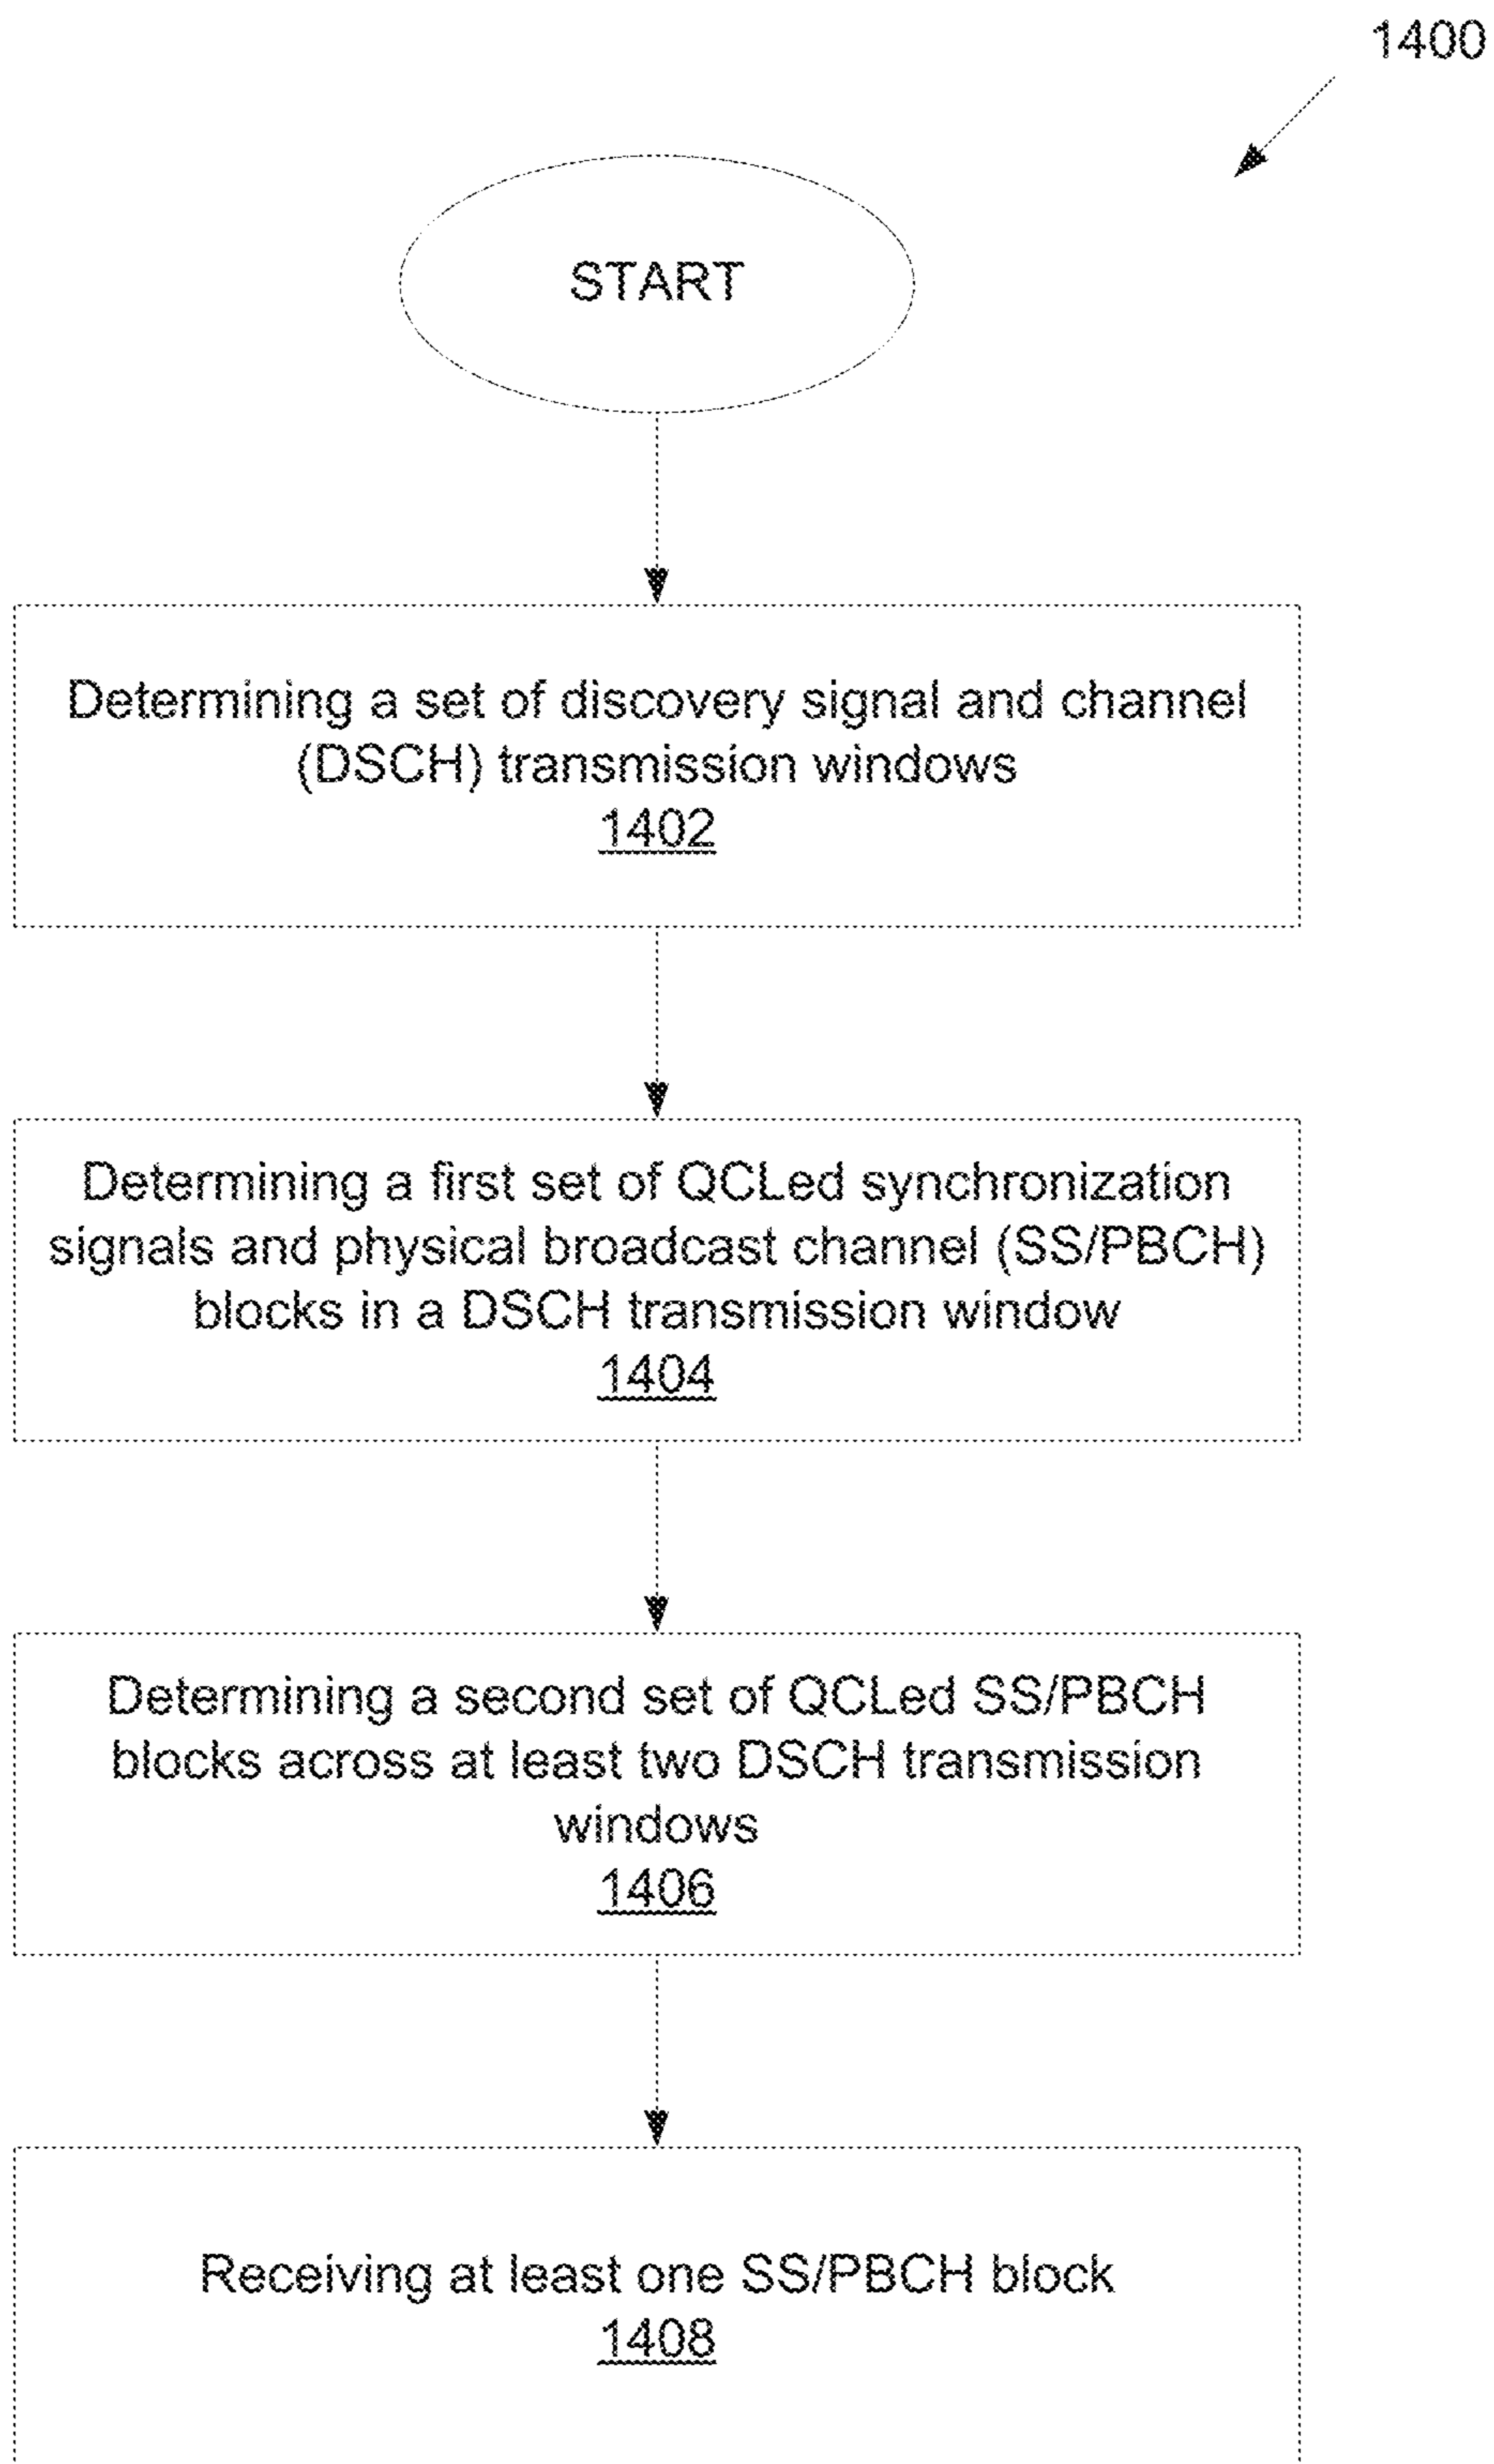 1400
START
Determining a set of discovery signal and channel
(DSCH) transmission windows
1402
Determining a first set of QCLed synchronization
signals and physical broadcast channel (SS/PBCH)
blocks in a DSCH transmission window
1404
Determining a second set of QCLed SS/PBCH
blocks across at least two DSCH transmission
windows
1406
Receiving at least one SS/PBCH block
1408